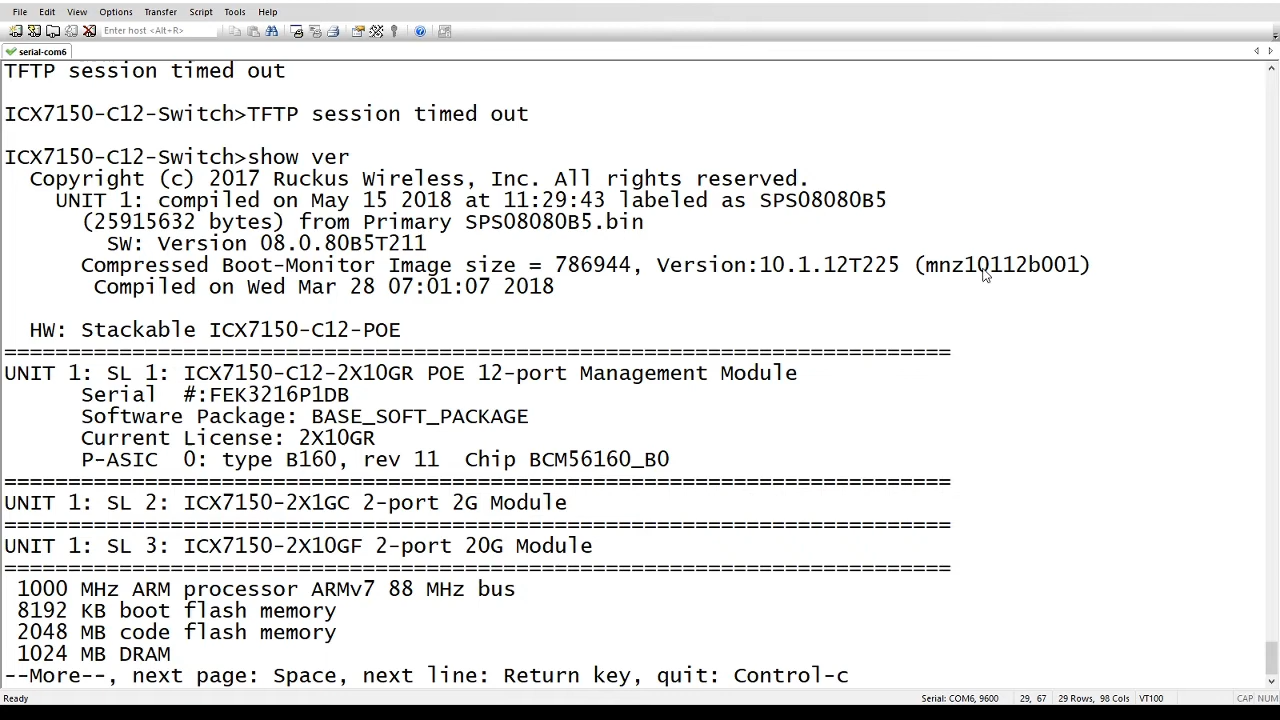 File Edit View Options Transfer Script Tools Help
Enter host <Alt+R>
serial-com6
TFTP session timed out
ICX7150-C12-Switch>TFTP session timed out
ICX7150-C12-Switch>show ver
Copyright (c) 2017 Ruckus Wireless, Inc. All rights reserved.
UNIT 1: compiled on May 15 2018 at 11:29:43 labeled as SPS08080B5
(25915632 bytes) from Primary SPS08080B5.bin
SW: Version 08.0.80B5T211
Compressed Boot-Monitor Image size = 786944, Version:10.1.12T225 (mnz10112b001)
Compiled on Wed Mar 28 07:01:07 2018
HW: Stackable ICX7150-C12-POE
==========================================================================
UNIT 1: SL 1: ICX7150-C12-2X10GR POE 12-port Management Module
Serial  #:FEK3216P1DB
Software Package: BASE_SOFT_PACKAGE
Current License: 2X10GR
P-ASIC  0: type B160, rev 11  Chip BCM56160_B0
==========================================================================
UNIT 1: SL 2: ICX7150-2X1GC 2-port 2G Module
==========================================================================
UNIT 1: SL 3: ICX7150-2X10GF 2-port 20G Module
==========================================================================
1000 MHz ARM processor ARMv7 88 MHz bus
8192 KB boot flash memory
2048 MB code flash memory
1024 MB DRAM
--More--, next page: Space, next line: Return key, quit: Control-c
Ready Serial: COM6, 9600 29, 67 29 Rows, 98 Cols VT100 CAP NUM